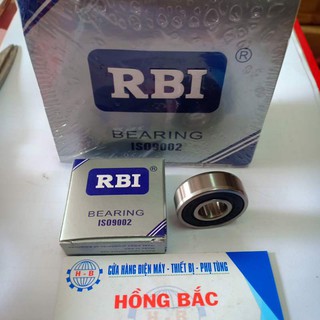 RBI
®
BEARING
ISO9002
RBI
®
BEARING
ISO9002
CỬA HÀNG ĐIỆN MÁY - THIẾT BỊ - PHỤ TÙNG
H B
HỒNG BẮC